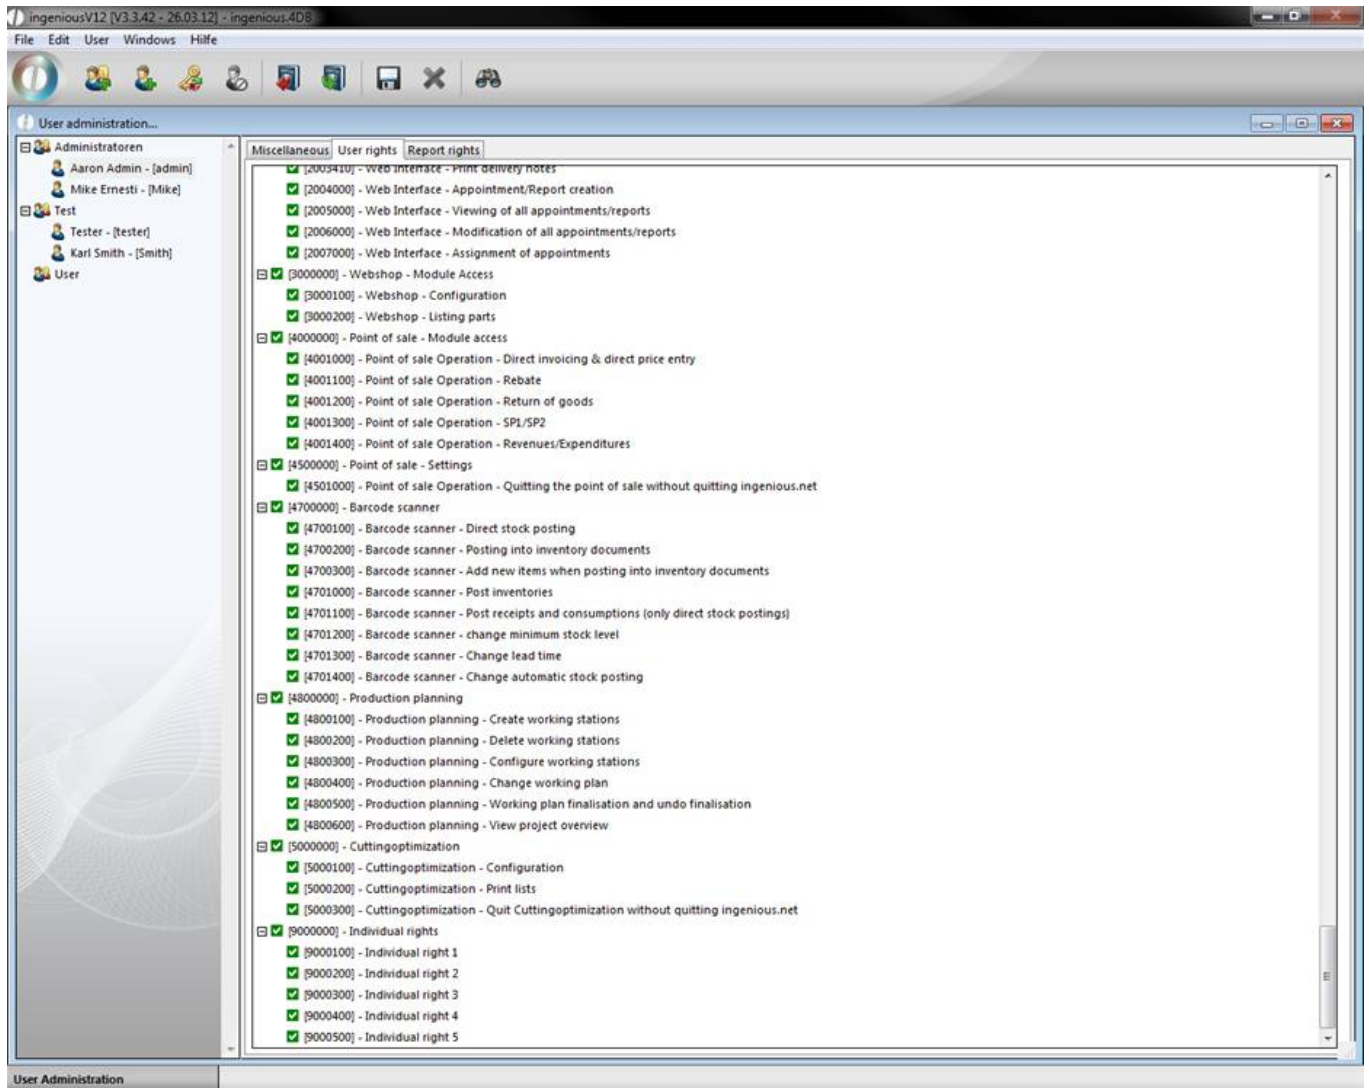 ingeniousV12 [V3.3.42 - 26.03.12] - ingenious.4DB
File Edit User Windows Hilfe
User administration...
Administratoren
Aaron Admin - [admin]
Mike Ernesti - [Mike]
Test
Tester - [tester]
Karl Smith - [Smith]
User
Miscellaneous User rights Report rights
[2003410] - Web Interface - Print delivery notes
[2004000] - Web Interface - Appointment/Report creation
[2005000] - Web Interface - Viewing of all appointments/reports
[2006000] - Web Interface - Modification of all appointments/reports
[2007000] - Web Interface - Assignment of appointments
[3000000] - Webshop - Module Access
[3000100] - Webshop - Configuration
[3000200] - Webshop - Listing parts
[4000000] - Point of sale - Module access
[4001000] - Point of sale Operation - Direct invoicing & direct price entry
[4001100] - Point of sale Operation - Rebate
[4001200] - Point of sale Operation - Return of goods
[4001300] - Point of sale Operation - SP1/SP2
[4001400] - Point of sale Operation - Revenues/Expenditures
[4500000] - Point of sale - Settings
[4501000] - Point of sale Operation - Quitting the point of sale without quitting ingenious.net
[4700000] - Barcode scanner
[4700100] - Barcode scanner - Direct stock posting
[4700200] - Barcode scanner - Posting into inventory documents
[4700300] - Barcode scanner - Add new items when posting into inventory documents
[4701000] - Barcode scanner - Post inventories
[4701100] - Barcode scanner - Post receipts and consumptions (only direct stock postings)
[4701200] - Barcode scanner - change minimum stock level
[4701300] - Barcode scanner - Change lead time
[4701400] - Barcode scanner - Change automatic stock posting
[4800000] - Production planning
[4800100] - Production planning - Create working stations
[4800200] - Production planning - Delete working stations
[4800300] - Production planning - Configure working stations
[4800400] - Production planning - Change working plan
[4800500] - Production planning - Working plan finalisation and undo finalisation
[4800600] - Production planning - View project overview
[5000000] - Cuttingoptimization
[5000100] - Cuttingoptimization - Configuration
[5000200] - Cuttingoptimization - Print lists
[5000300] - Cuttingoptimization - Quit Cuttingoptimization without quitting ingenious.net
[9000000] - Individual rights
[9000100] - Individual right 1
[9000200] - Individual right 2
[9000300] - Individual right 3
[9000400] - Individual right 4
[9000500] - Individual right 5
User Administration